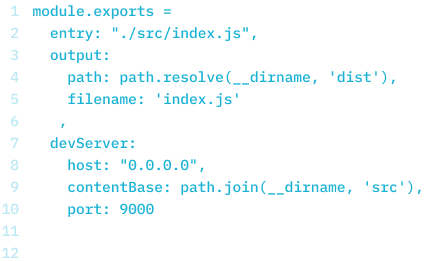 1 module.exports =
2 entry: "./src/index.js",
3 output:
4 path: path.resolve(__dirname, 'dist'),
5 filename: 'index.js'
6 ,
7 devServer:
8 host: "0.0.0.0",
9 contentBase: path.join(__dirname, 'src'),
10 port: 9000
11
12